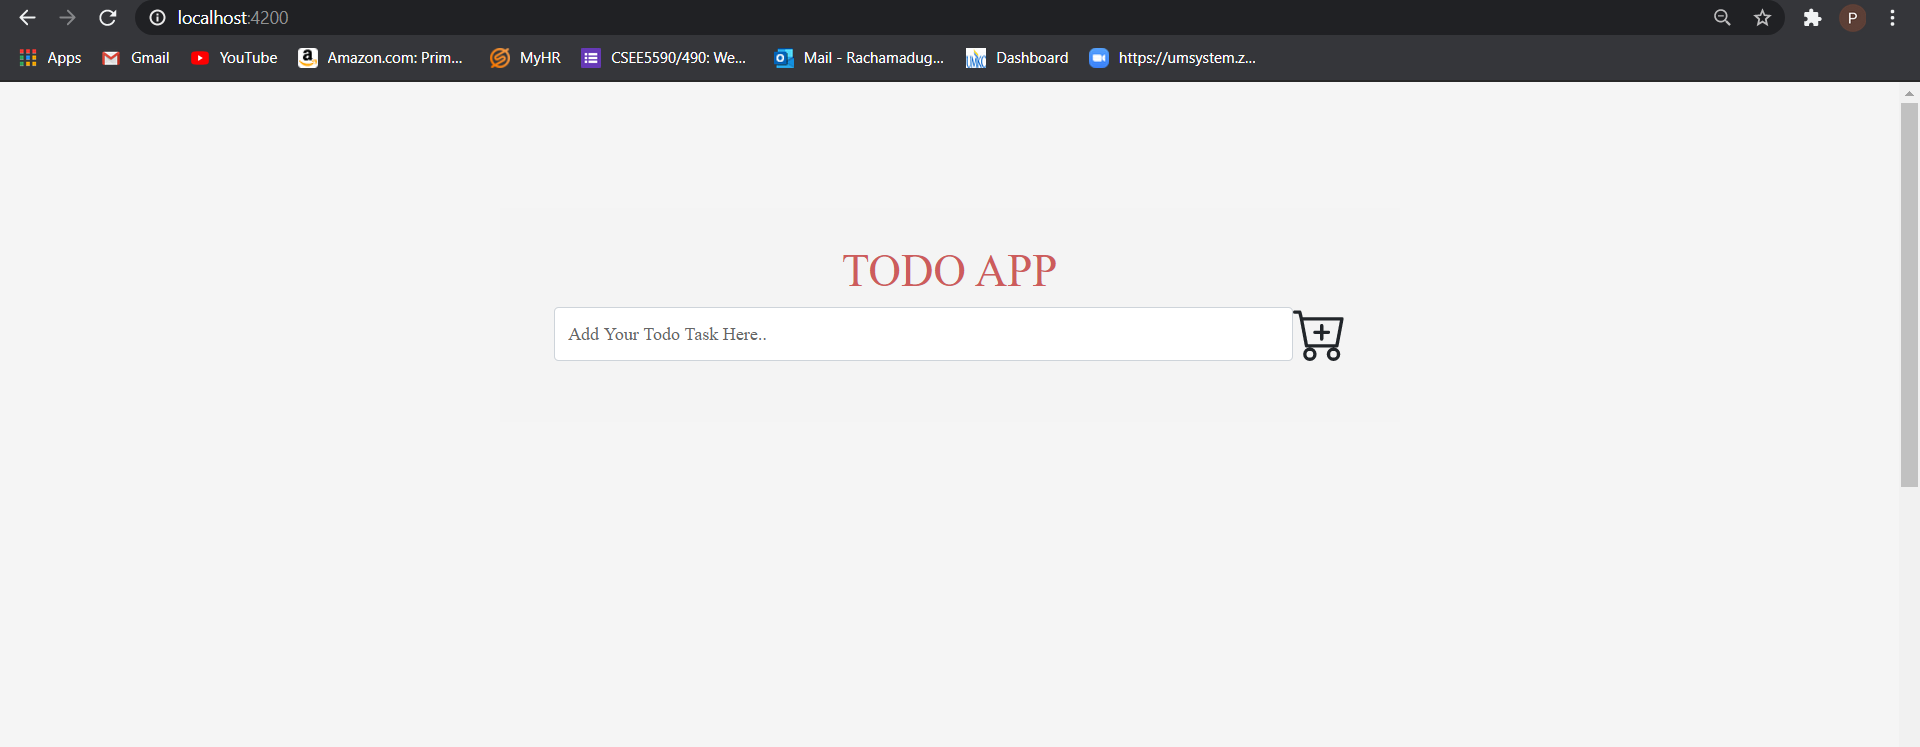 localhost:4200
P
Apps Gmail YouTube Amazon.com: Prim... MyHR CSEE5590/490: We... Mail - Rachamadug... Dashboard https://umsystem.z...
TODO APP
Add Your Todo Task Here..